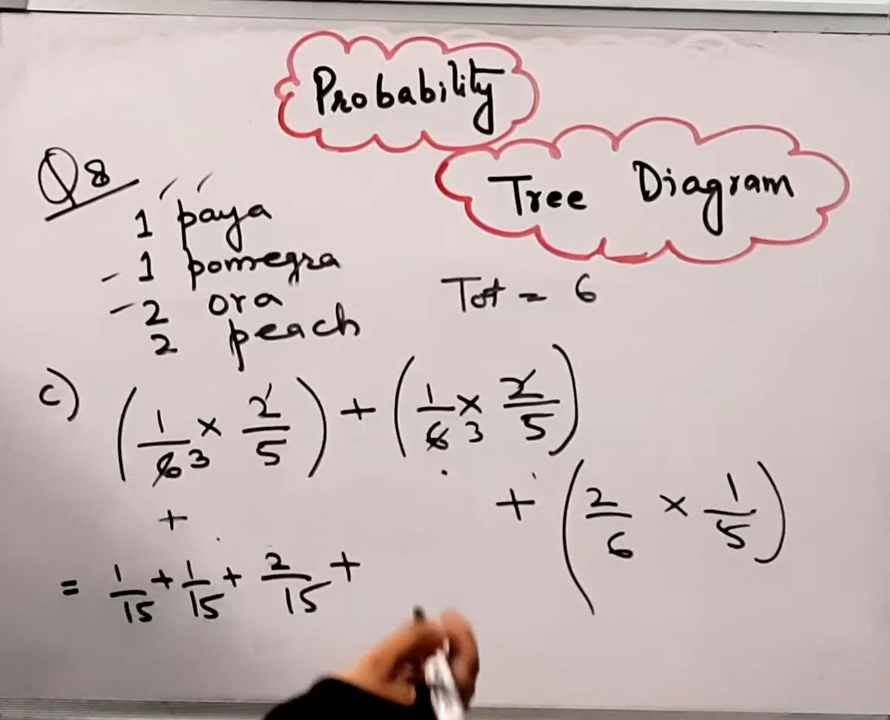 Probability
Tree Diagram
Q8
1 paya
- 1 pomegra
- 2 ora
2 peach
Tot = 6
c) (1/6 3 × 2/5) + (1/6 3 × 2/5)
+ + (2/6 × 1/5)
= 1/15 + 1/15 + 2/15 +